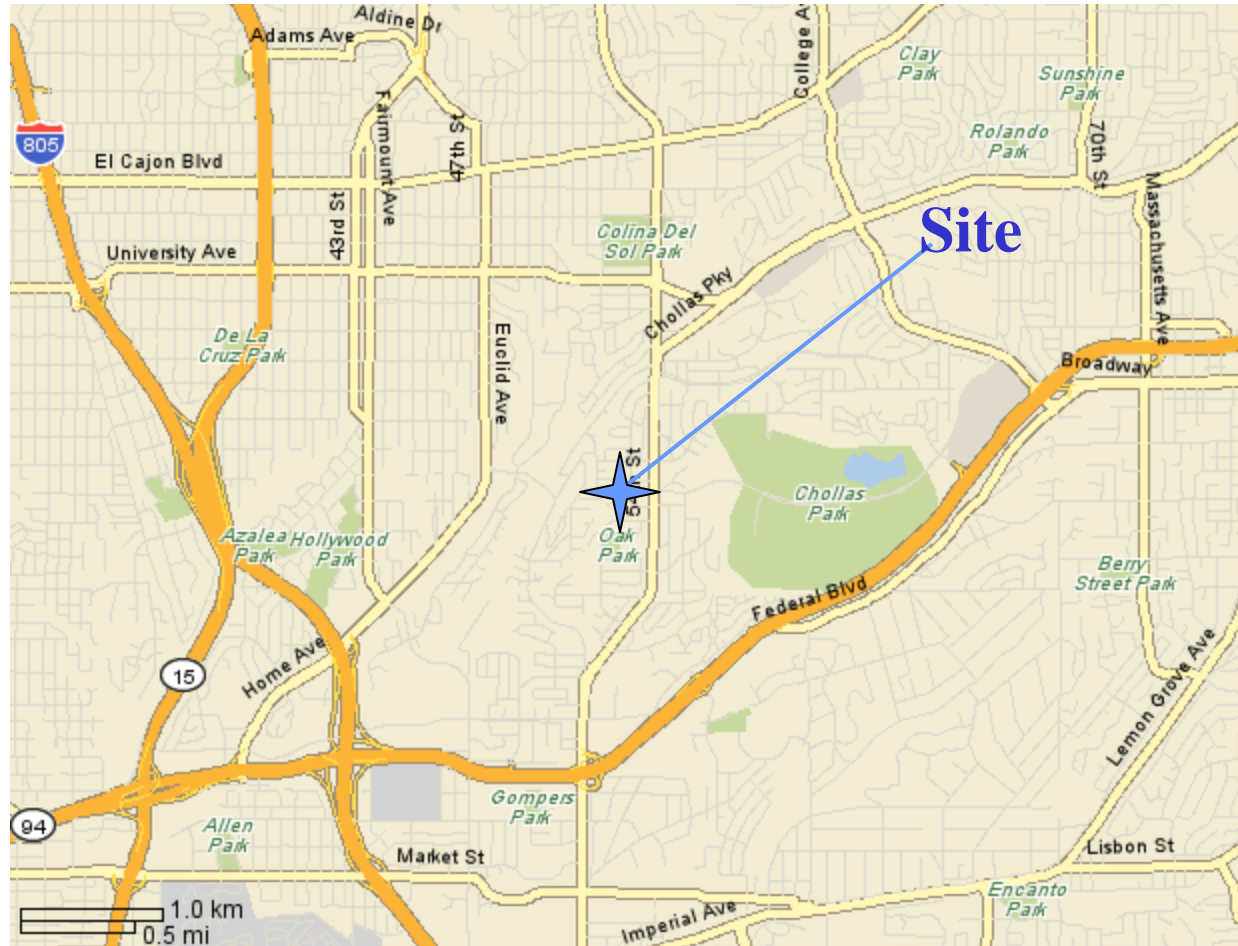 Aldine Dr
Adams Ave
College A
Clay
Park
Sunshine
Park
805
Fairmount Ave
47th St
Rolando
Park
70th St
El Cajon Blvd
Massachusetts Ave
43rd St
Site
Colina Del
Sol Park
University Ave
Chollas Pky
De La
Cruz Park
Euclid Ave
Broadway
St
Chollas
Park
Azalea
Park
Hollywood
Park
Oak
Park
Berry
Street Park
Federal Blvd
Home Ave
15
Lemon Grove Ave
Gompers
Park
94
Allen
Park
Market St
Lisbon St
Encanto
Park
Imperial Ave
1.0 km
0.5 mi